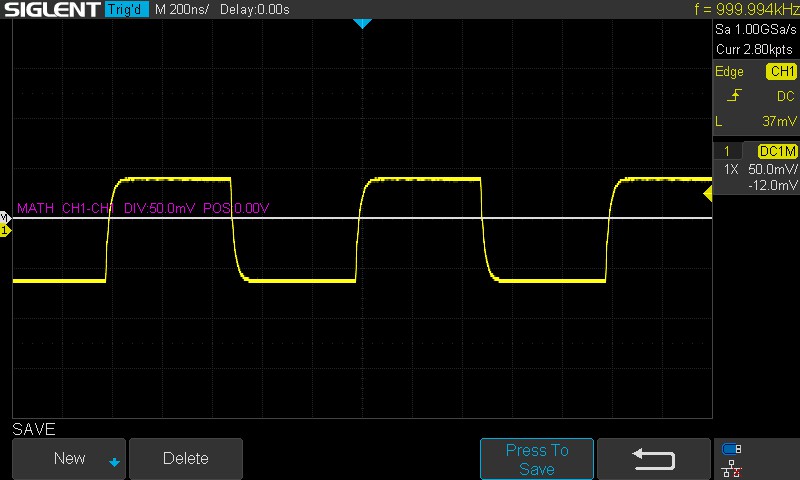 SIGLENT Trig'd M 200ns/ Delay:0.00s f = 999.994kHz
Sa 1.00GSa/s
Curr 2.80kpts
Edge CH1
DC
L 37mV
1 DC1M
1X 50.0mV/
-12.0mV
MATH CH1-CH1 DIV:50.0mV POS:0.00V
M
1
SAVE
New
Delete
Press To
Save